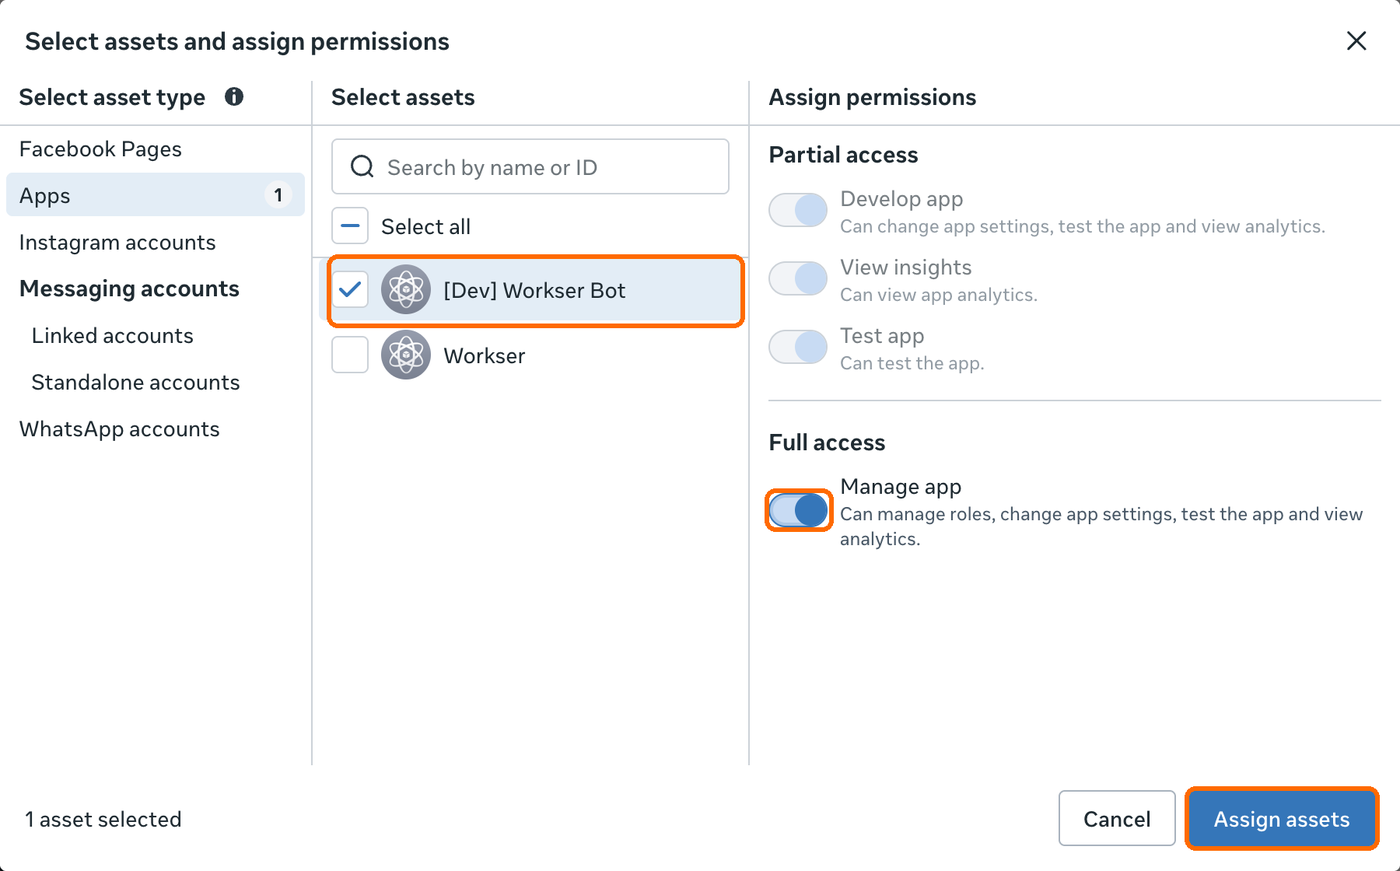 Select assets and assign permissions
Select asset type
Facebook Pages
Apps 1
Instagram accounts
Messaging accounts
Linked accounts
Standalone accounts
WhatsApp accounts
Select assets
Search by name or ID
Select all
[Dev] Workser Bot
Workser
Assign permissions
Partial access
Develop app
Can change app settings, test the app and view analytics.
View insights
Can view app analytics.
Test app
Can test the app.
Full access
Manage app
Can manage roles, change app settings, test the app and view
analytics.
1 asset selected
Cancel
Assign assets